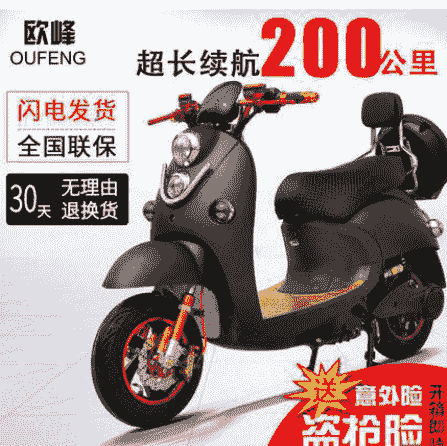 欧峰
OUFENG
超长续航200公里
闪电发货
全国联保
30天
无理由
退换货
送
意外险
盗抢险